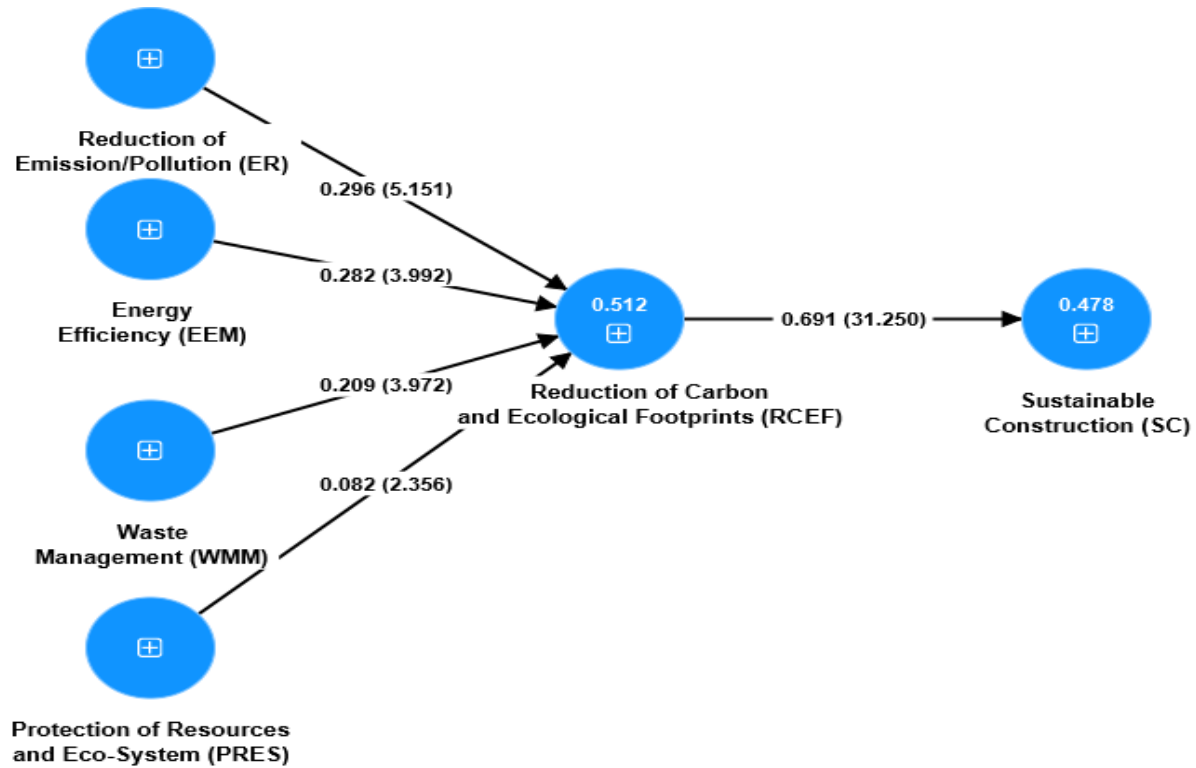 Reduction of
Emission/Pollution (ER)
0.296 (5.151)
Energy
Efficiency (EEM)
0.282 (3.992)
Waste
Management (WMM)
0.209 (3.972)
Protection of Resources
and Eco-System (PRES)
0.082 (2.356)
0.512
Reduction of Carbon
and Ecological Footprints (RCEF)
0.691 (31.250)
0.478
Sustainable
Construction (SC)